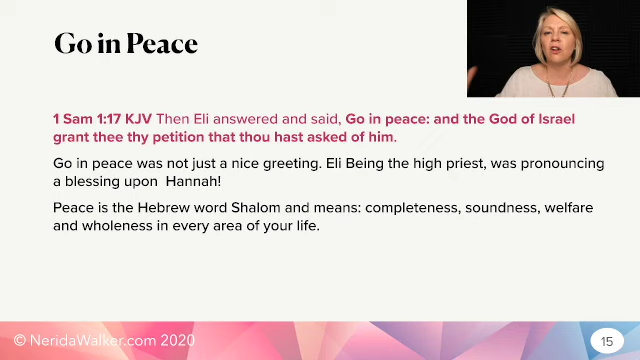 Go in Peace
1 Sam 1:17 KJV Then Eli answered and said, Go in peace: and the God of Israel
grant thee thy petition that thou hast asked of him.
Go in peace was not just a nice greeting. Eli Being the high priest, was pronouncing
a blessing upon Hannah!
Peace is the Hebrew word Shalom and means: completeness, soundness, welfare
and wholeness in every area of your life.
© NeridaWalker.com 2020
15